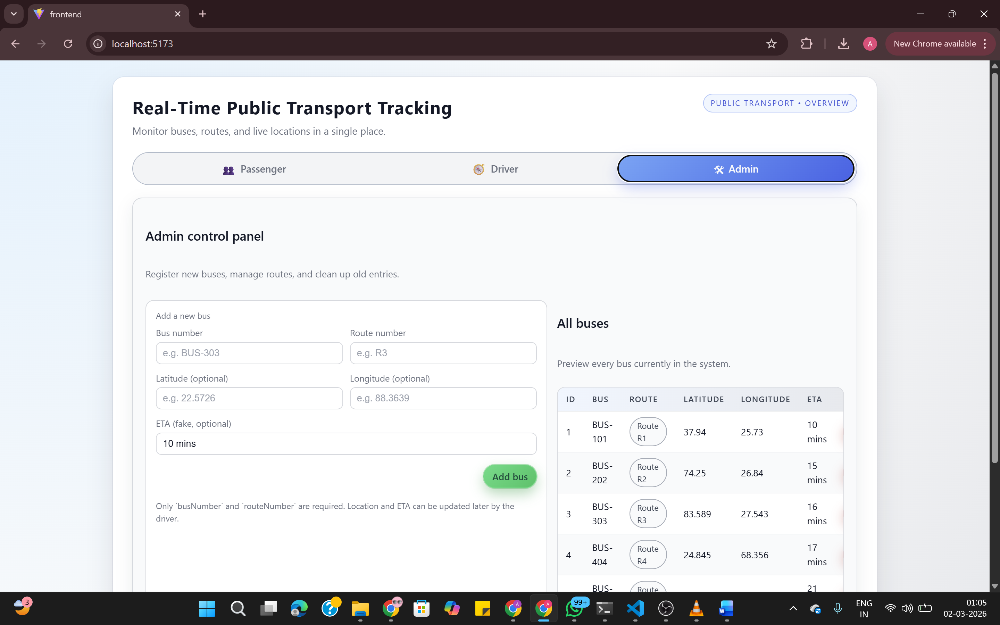 frontend
localhost:5173
A
New Chrome available
Real-Time Public Transport Tracking
PUBLIC TRANSPORT • OVERVIEW
Monitor buses, routes, and live locations in a single place.
Passenger
Driver
Admin
Admin control panel
Register new buses, manage routes, and clean up old entries.
Add a new bus
Bus number
Route number
e.g. BUS-303
e.g. R3
Latitude (optional)
Longitude (optional)
e.g. 22.5726
e.g. 88.3639
ETA (fake, optional)
10 mins
Add bus
Only `busNumber` and `routeNumber` are required. Location and ETA can be updated later by the
driver.
All buses
Preview every bus currently in the system.
ID BUS ROUTE LATITUDE LONGITUDE ETA
1 BUS-101 Route R1 37.94 25.73 10 mins
2 BUS-202 Route R2 74.25 26.84 15 mins
3 BUS-303 Route R3 83.589 27.543 16 mins
4 BUS-404 Route R4 24.845 68.356 17 mins
BUS- Route 21
3
A
A
99+
W
ENG
IN
01:05
02-03-2026